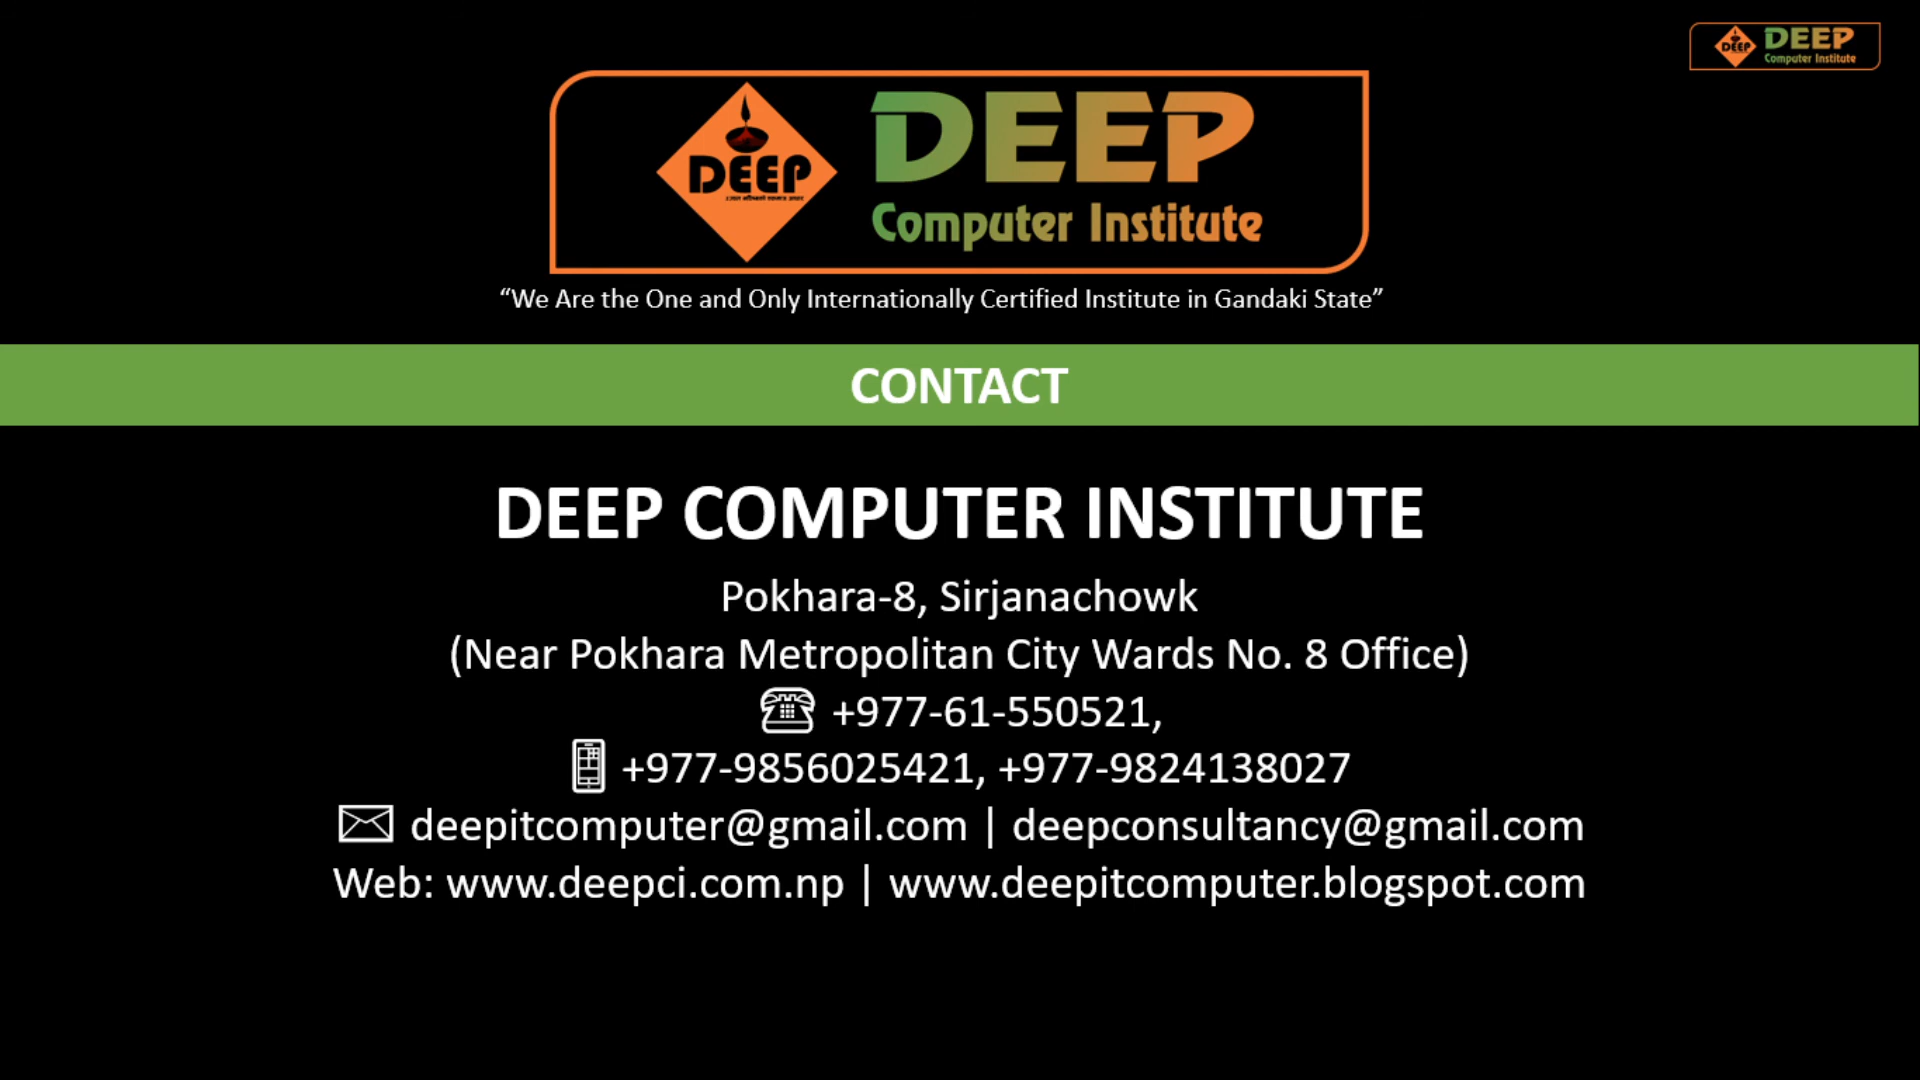 DEEP
Computer Institute
DEEP
DEEP
Computer Institute
“We Are the One and Only Internationally Certified Institute in Gandaki State”
CONTACT
DEEP COMPUTER INSTITUTE
Pokhara-8, Sirjanachowk
(Near Pokhara Metropolitan City Wards No. 8 Office)
+977-61-550521,
+977-9856025421, +977-9824138027
deepitcomputer@gmail.com | deepconsultancy@gmail.com
Web: www.deepci.com.np | www.deepitcomputer.blogspot.com